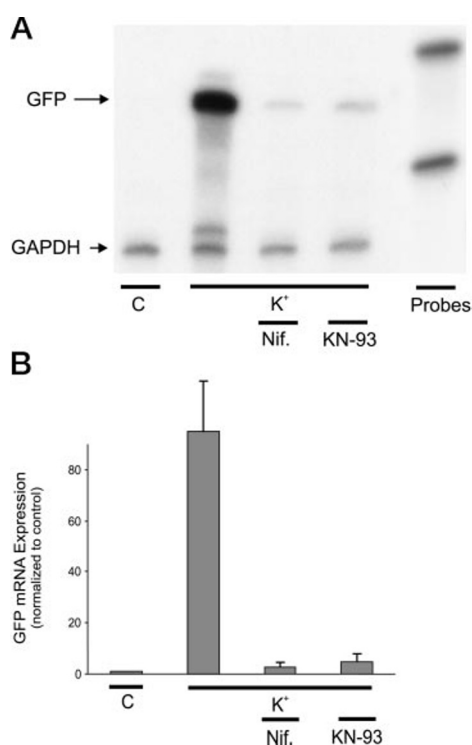 A
GFP
GAPDH
C
K+
Probes
Nif.
KN-93
B
GFP mRNA Expression
(normalized to control)
80
60
40
20
0
C
K+
Nif.
KN-93